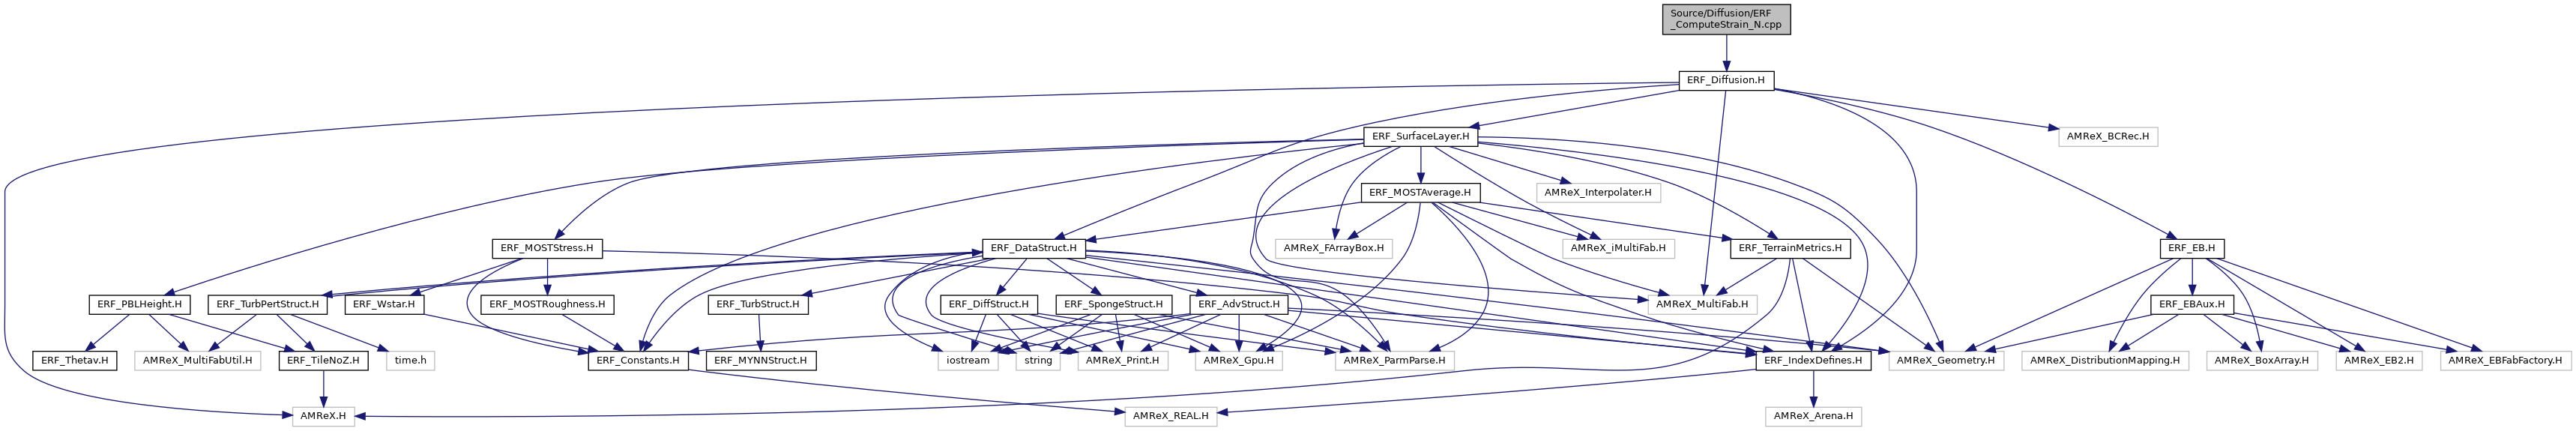 Source/Diffusion/ERF
_ComputeStrain_N.cpp
ERF_Diffusion.H
ERF_SurfaceLayer.H
AMReX_BCRec.H
ERF_MOSTAverage.H
AMReX_Interpolater.H
ERF_MOSTStress.H
ERF_DataStruct.H
AMReX_FArrayBox.H
AMReX_iMultiFab.H
ERF_TerrainMetrics.H
ERF_EB.H
ERF_PBLHeight.H
ERF_TurbPertStruct.H
ERF_Wstar.H
ERF_MOSTRoughness.H
ERF_TurbStruct.H
ERF_DiffStruct.H
ERF_SpongeStruct.H
ERF_AdvStruct.H
AMReX_MultiFab.H
ERF_EBAux.H
ERF_Thetav.H
AMReX_MultiFabUtil.H
ERF_TileNoZ.H
time.h
ERF_Constants.H
ERF_MYNNStruct.H
iostream
string
AMReX_Print.H
AMReX_Gpu.H
AMReX_ParmParse.H
ERF_IndexDefines.H
AMReX_Geometry.H
AMReX_DistributionMapping.H
AMReX_BoxArray.H
AMReX_EB2.H
AMReX_EBFabFactory.H
AMReX.H
AMReX_REAL.H
AMReX_Arena.H